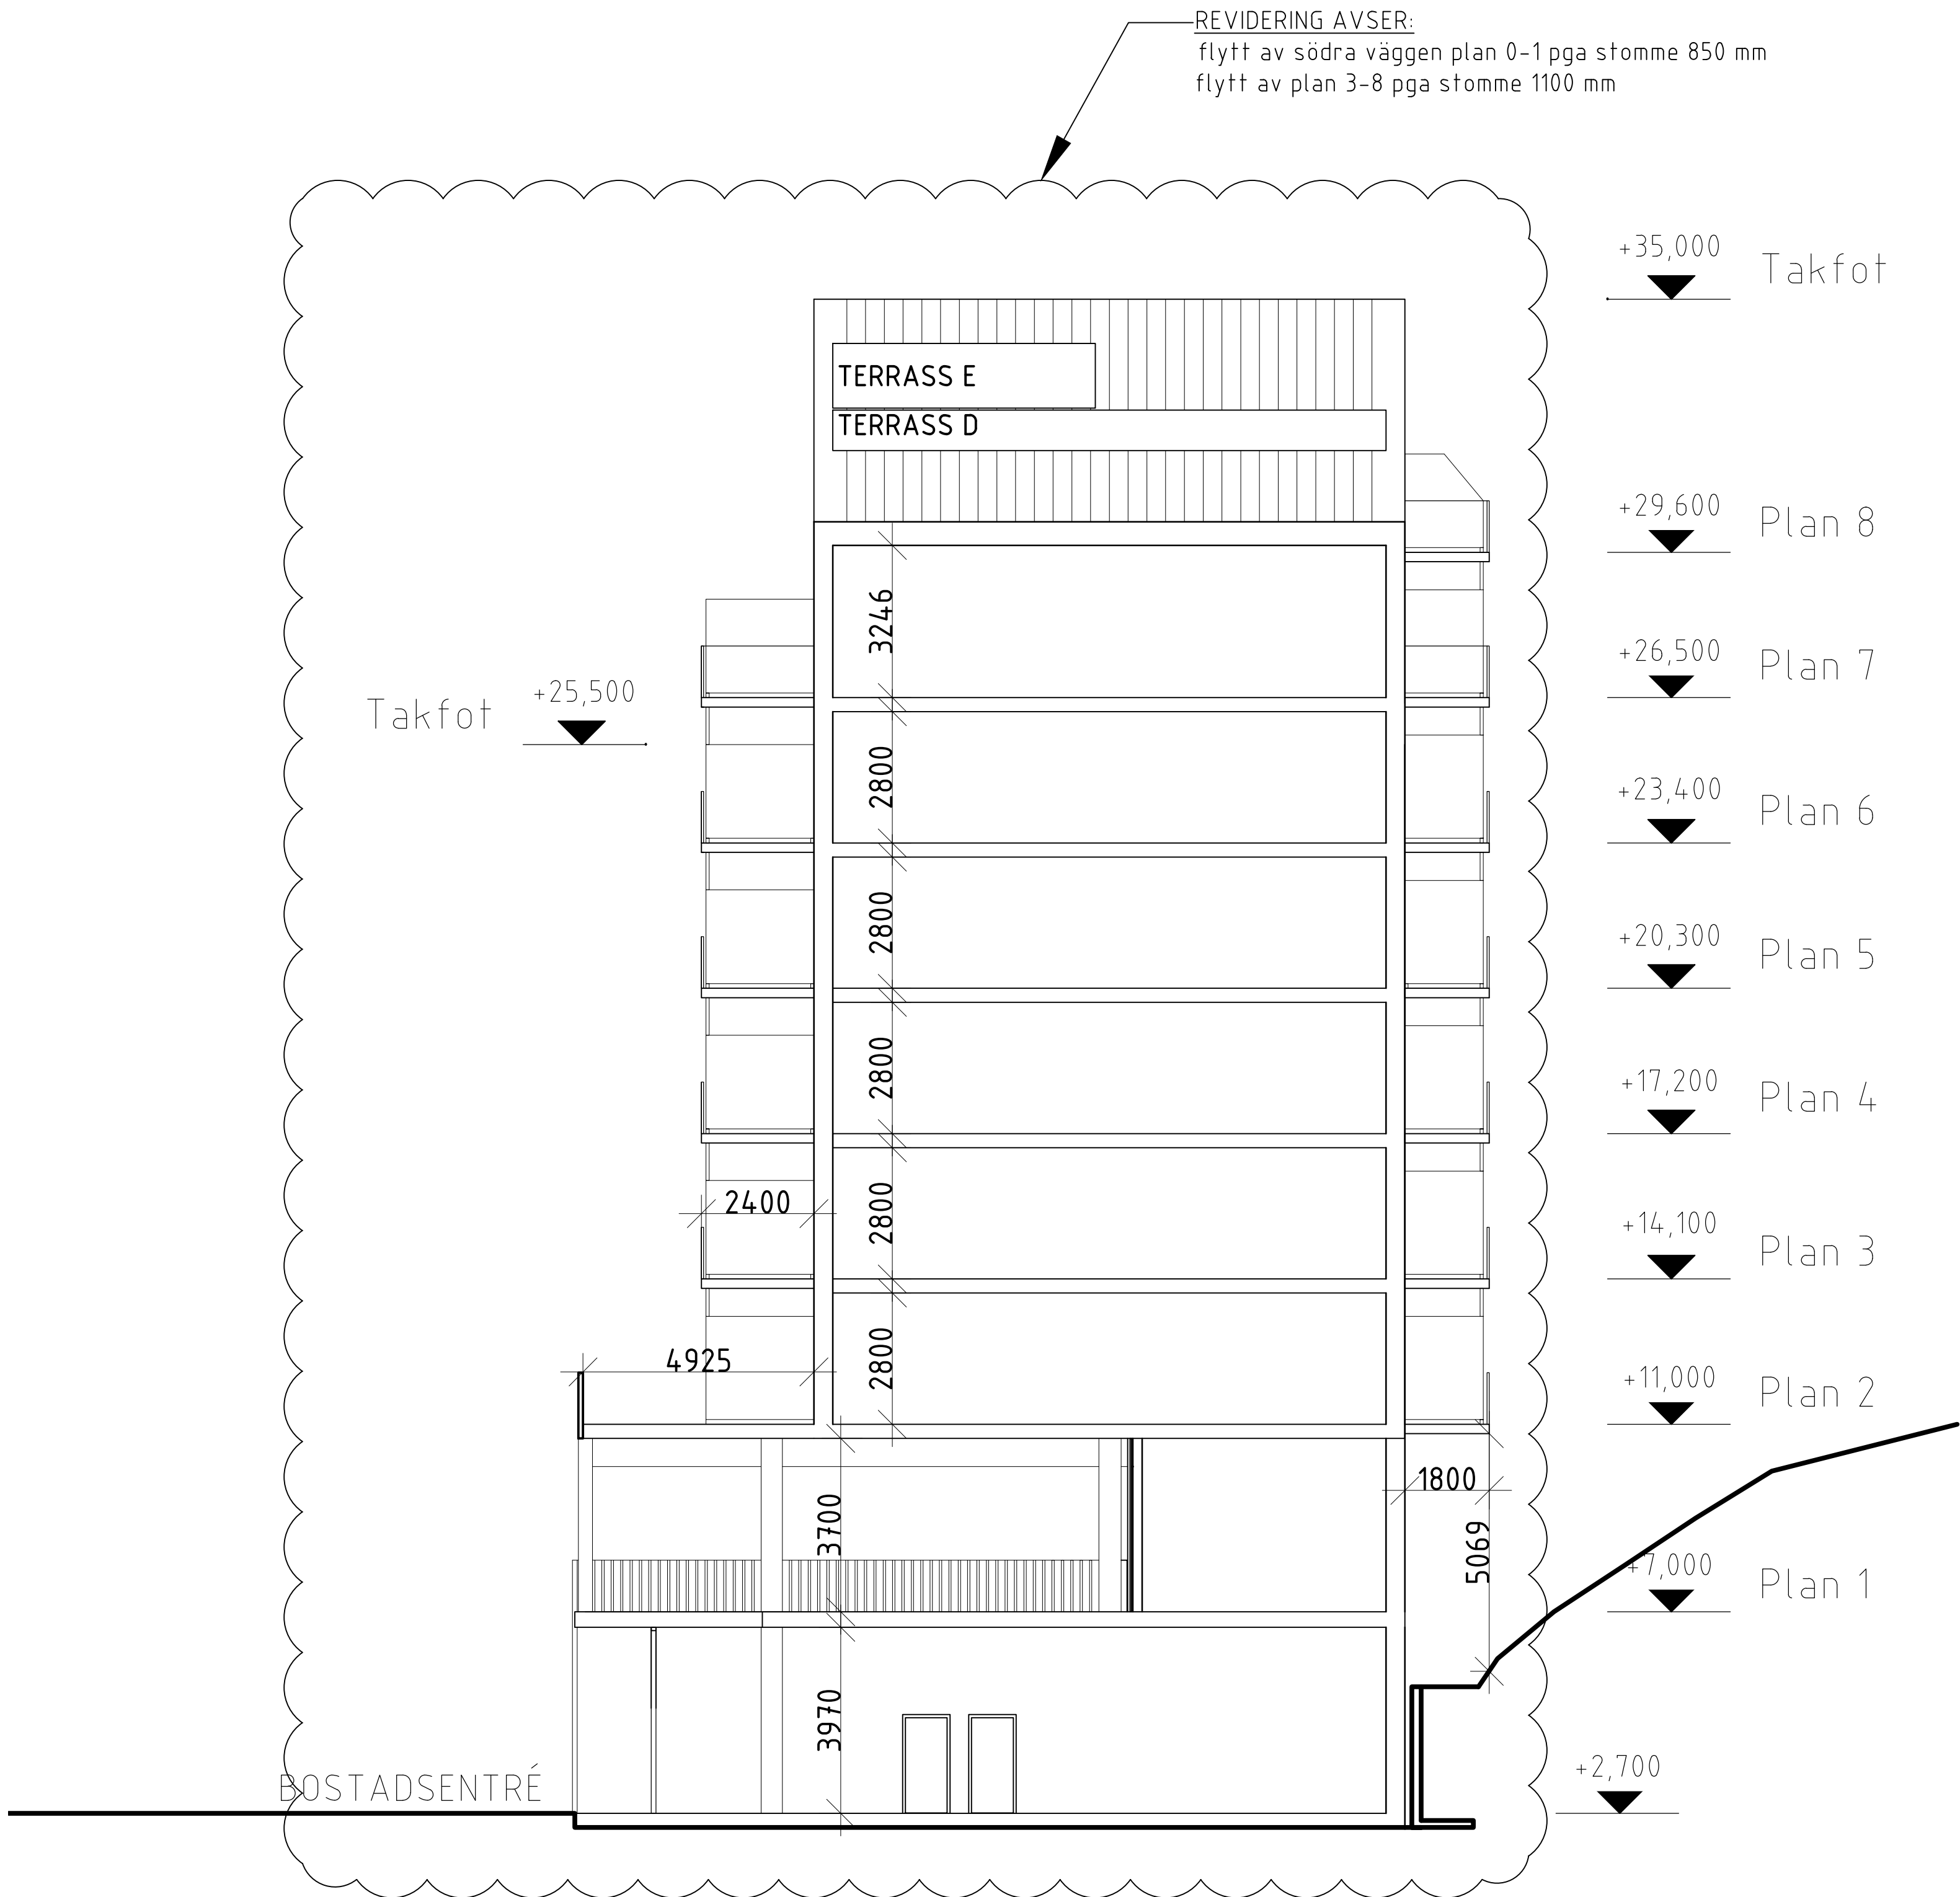 REVIDERING AVSER:
flytt av södra väggen plan 0-1 pga stomme 850 mm
flytt av plan 3-8 pga stomme 1100 mm
+35,000 Takfot
TERRASS E
TERRASS D
+29,600 Plan 8
3246
+26,500 Plan 7
Takfot +25,500
2800
+23,400 Plan 6
2800
+20,300 Plan 5
2800
+17,200 Plan 4
2400
2800
+14,100 Plan 3
4925
2800
+11,000 Plan 2
1800
3700
5069
+7,000 Plan 1
3970
BOSTADSENTRÉ
+2,700